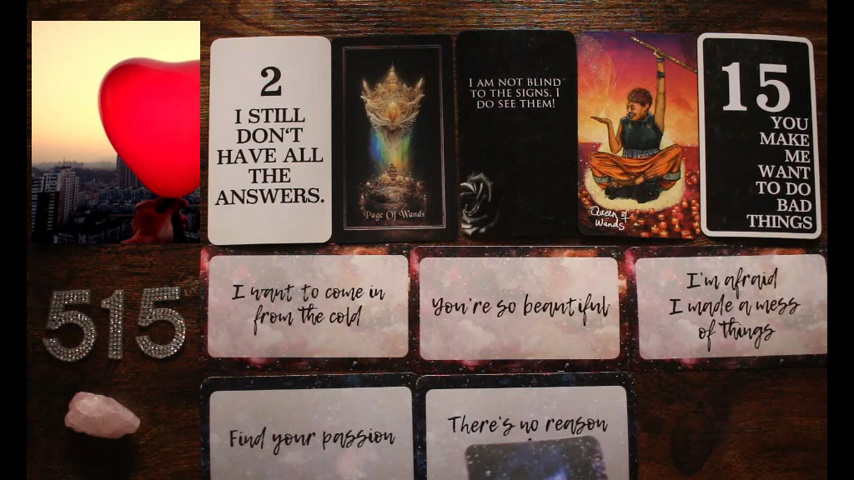 2
I STILL
DON'T
HAVE ALL
THE
ANSWERS.
Page Of Wands
I AM NOT BLIND
TO THE SIGNS, I
DO SEE THEM!
Queen of
Wands
15
YOU
MAKE
ME
WANT
TO DO
BAD
THINGS
515
I want to come in
from the cold
You're so beautiful
I'm afraid
I made a mess
of things
Find your passion
There's no reason